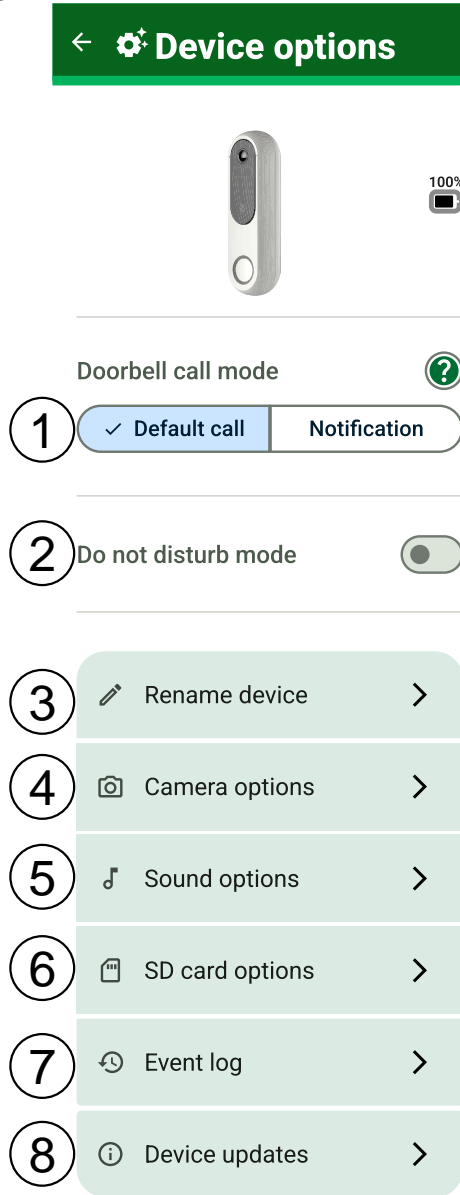 Device options
100%
Doorbell call mode
?
1 Default call Notification
2 Do not disturb mode
3 Rename device
4 Camera options
5 Sound options
6 SD card options
7 Event log
8 Device updates